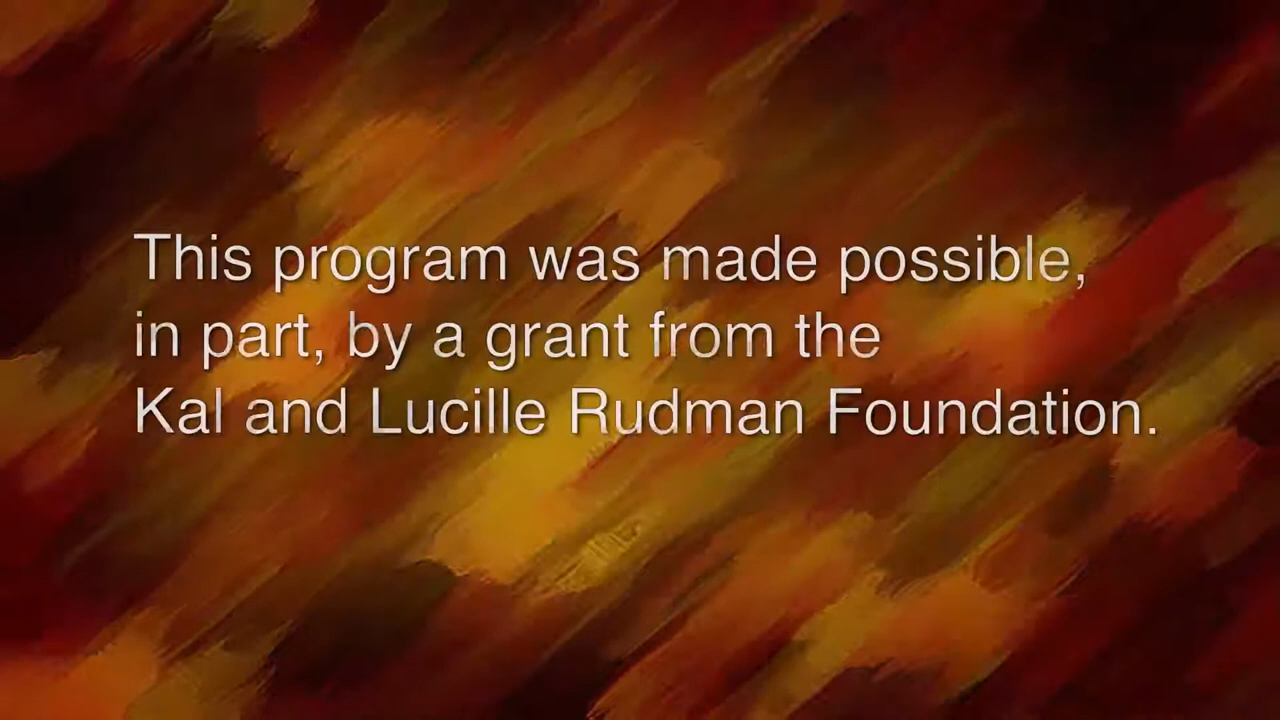 This program was made possible,
in part, by a grant from the
Kal and Lucille Rudman Foundation.